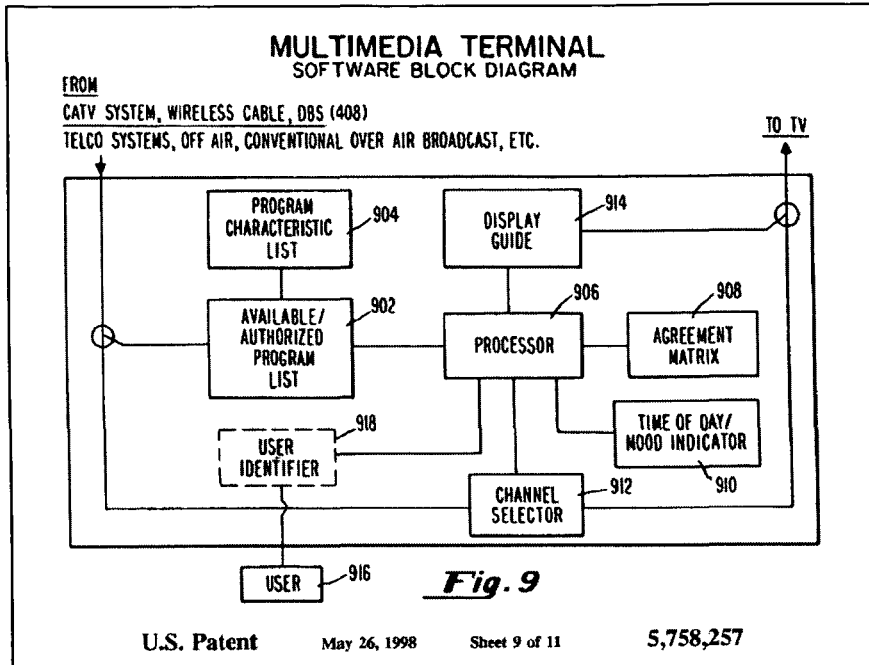 MULTIMEDIA TERMINAL
SOFTWARE BLOCK DIAGRAM
FROM
CATV SYSTEM, WIRELESS CABLE, DBS (408)
TELCO SYSTEMS, OFF AIR, CONVENTIONAL OVER AIR BROADCAST, ETC.
TO TV
PROGRAM
CHARACTERISTIC
LIST
904
DISPLAY
GUIDE
914
AVAILABLE/
AUTHORIZED
PROGRAM
LIST
902
PROCESSOR
906
AGREEMENT
MATRIX
908
USER
IDENTIFIER
918
TIME OF DAY/
MOOD INDICATOR
910
CHANNEL
SELECTOR
912
USER
916
Fig. 9
U.S. Patent May 26, 1998 Sheet 9 of 11 5,758,257